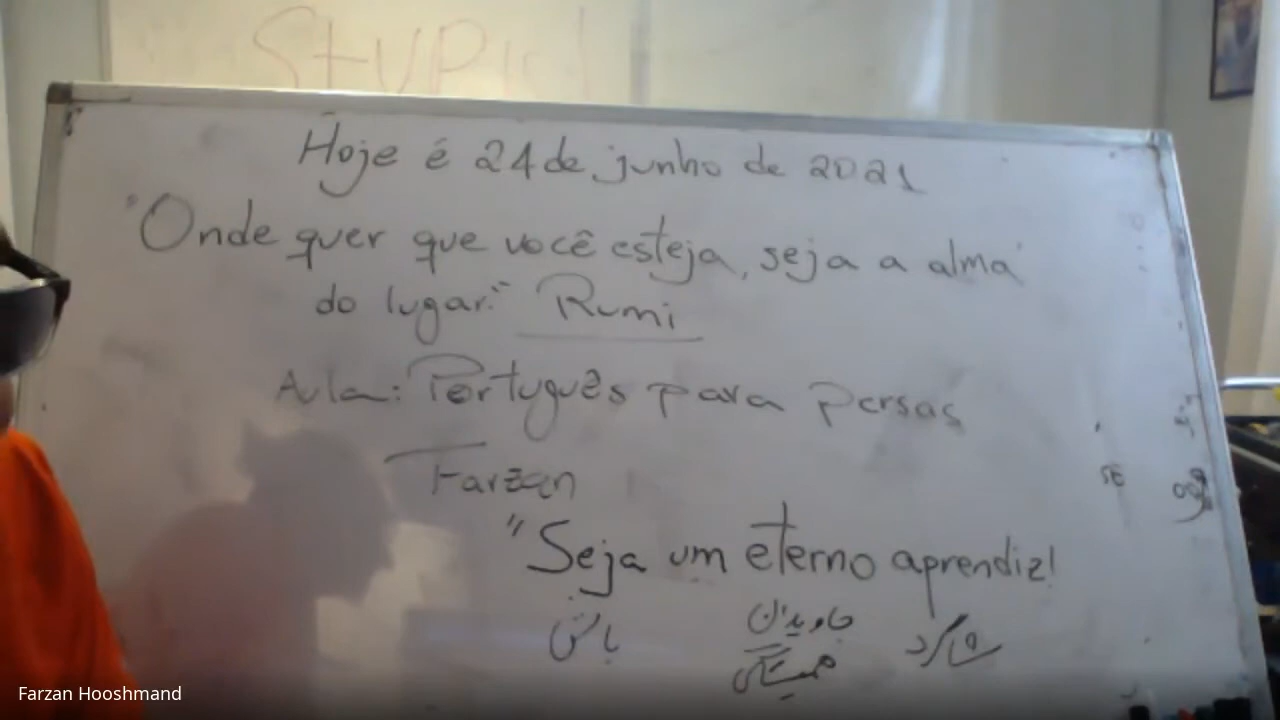 Stupid
Hoje é 24 de junho de 2021
"Onde quer que você esteja, seja a alma
do lugar." Rumi
Aula: Português para persas
Farzan
"Seja um eterno aprendiz!
باش جاویدان شاگرد
همیشگی
Farzan Hooshmand